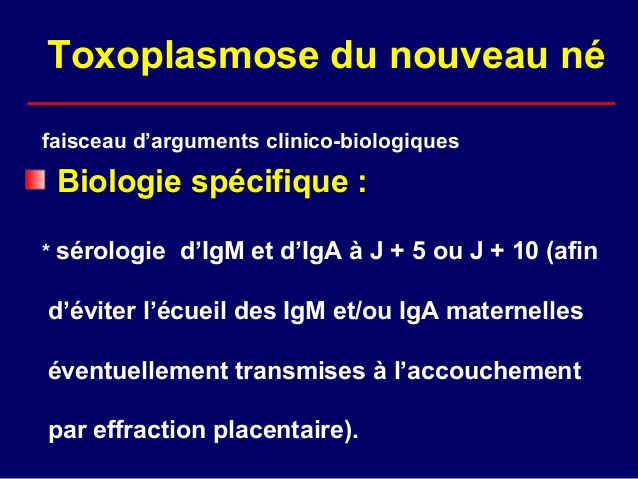 Toxoplasmose du nouveau né
faisceau d’arguments clinico-biologiques
Biologie spécifique :
* sérologie d’IgM et d’IgA à J + 5 ou J + 10 (afin
d’éviter l’écueil des IgM et/ou IgA maternelles
éventuellement transmises à l’accouchement
par effraction placentaire).